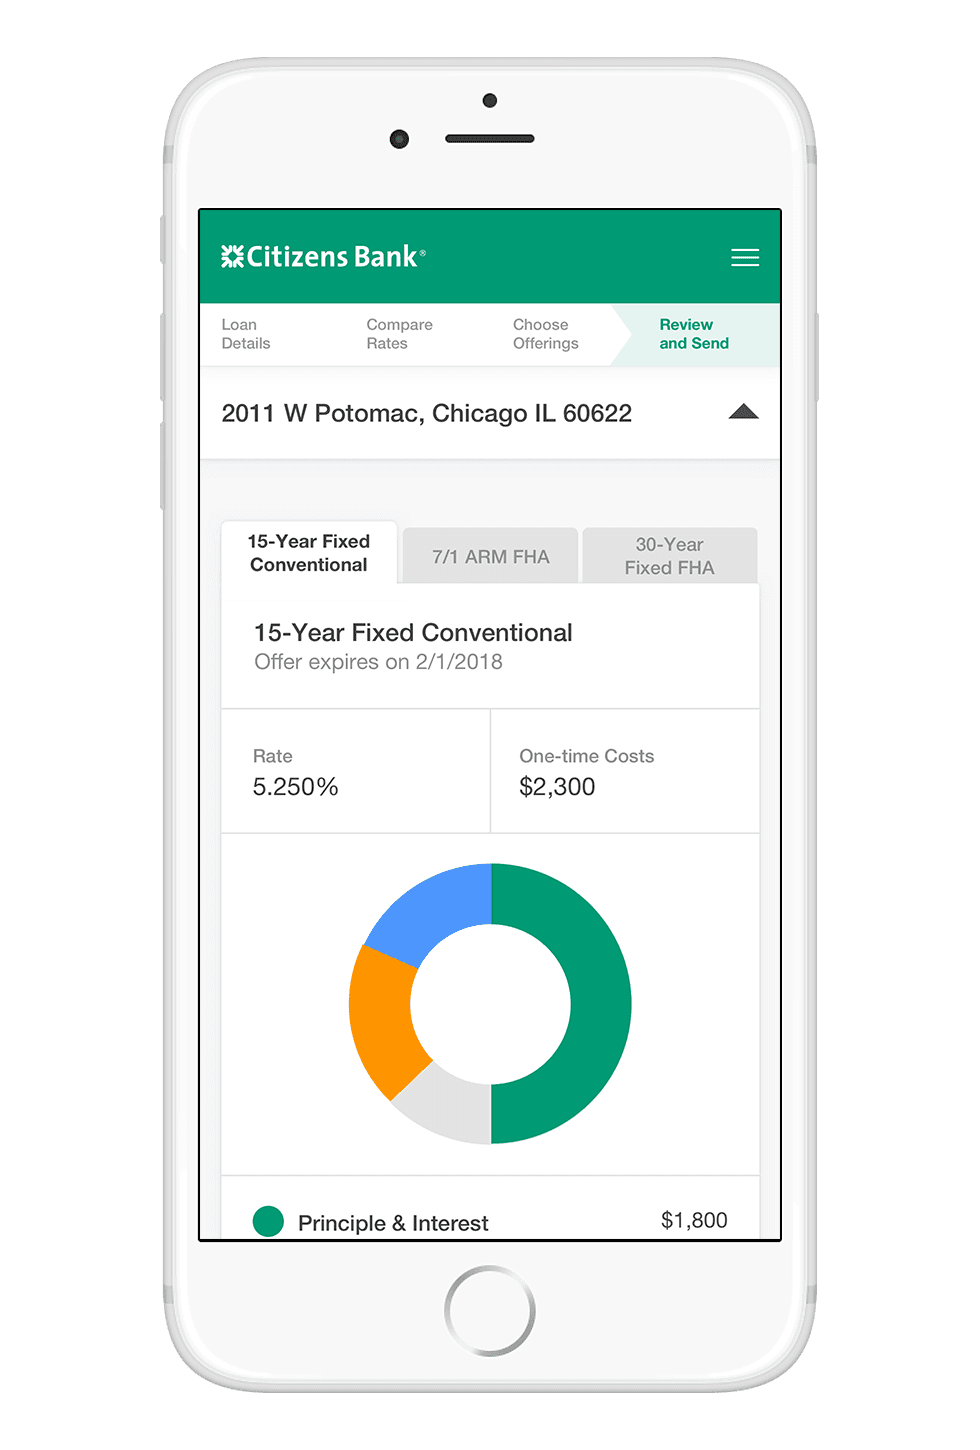 Citizens Bank®
Loan Details
Compare Rates
Choose Offerings
Review and Send
2011 W Potomac, Chicago IL 60622
15-Year Fixed Conventional
7/1 ARM FHA
30-Year Fixed FHA
15-Year Fixed Conventional
Offer expires on 2/1/2018
Rate
5.250%
One-time Costs
$2,300
Principle & Interest
$1,800